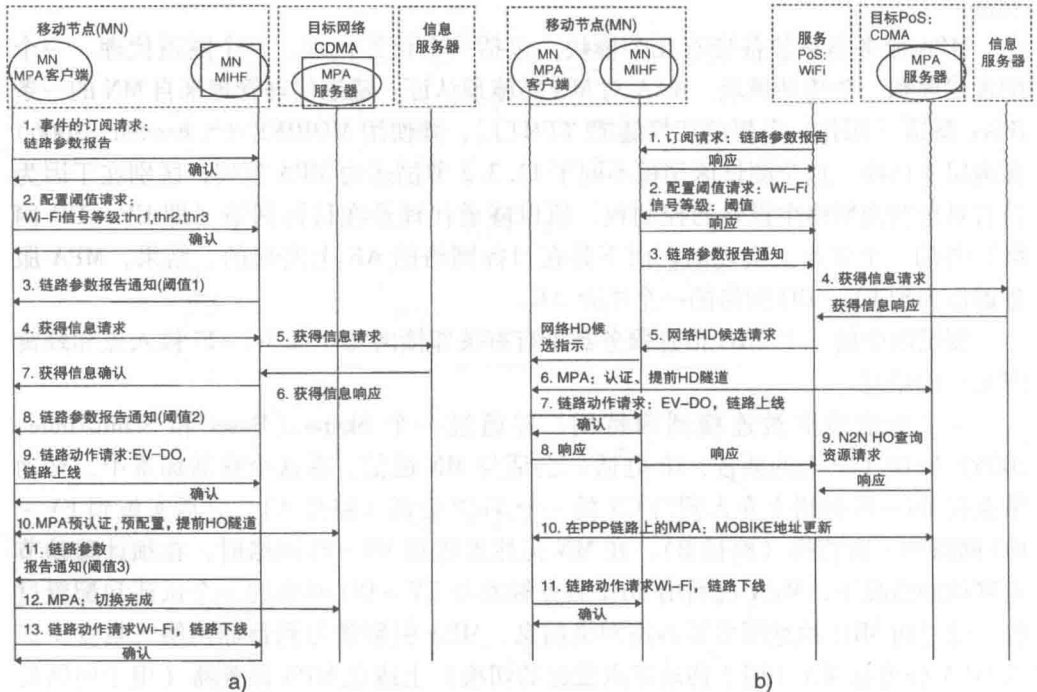 移动节点(MN)
MN
MPA客户端
MN
MIHF
目标网络
CDMA
MPA
服务器
信息
服务器
1. 事件的订阅请求:
链路参数报告
确认
2. 配置阈值请求:
Wi-Fi信号等级:thr1,thr2,thr3
确认
3. 链路参数报告通知(阈值1)
4. 获得信息请求
5. 获得信息请求
7. 获得信息确认
6. 获得信息响应
8. 链路参数报告通知(阈值2)
9. 链路动作请求:EV-DO,
链路上线
确认
10.MPA预认证,预配置,提前HO隧道
11. 链路参数
报告通知(阈值3)
12. MPA:切换完成
13. 链路动作请求Wi-Fi,链路下线
确认
a)
移动节点(MN)
MN
MPA
客户端
MN
MIHF
服务
PoS:
WiFi
目标PoS:
CDMA
MPA
服务器
信息
服务器
1. 订阅请求:链路参数报告
响应
2. 配置阈值请求:Wi-Fi
信号等级:阈值
响应
3. 链路参数报告通知
4. 获得信息请求
获得信息响应
网络HD候
选指示
5. 网络HD候选请求
6. MPA:认证、提前HD隧道
7. 链路动作请求:EV-DO,链路上线
确认
8. 响应
响应
9. N2N HO查询
资源请求
响应
10. 在PPP链路上的MPA:MOBIKE地址更新
11. 链路动作请求Wi-Fi,链路下线
确认
b)